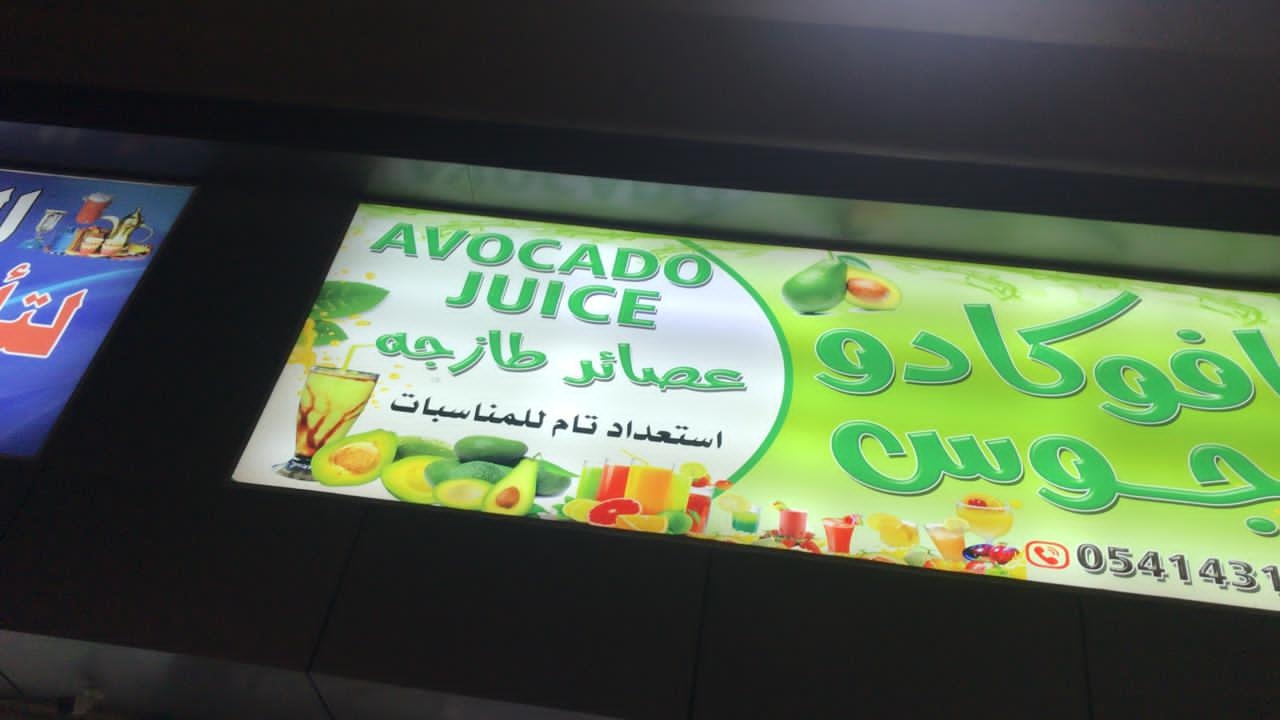 AVOCADO
JUICE
عصائر طازجه
استعداد تام للمناسبات
افوكادو
جوس
0541431